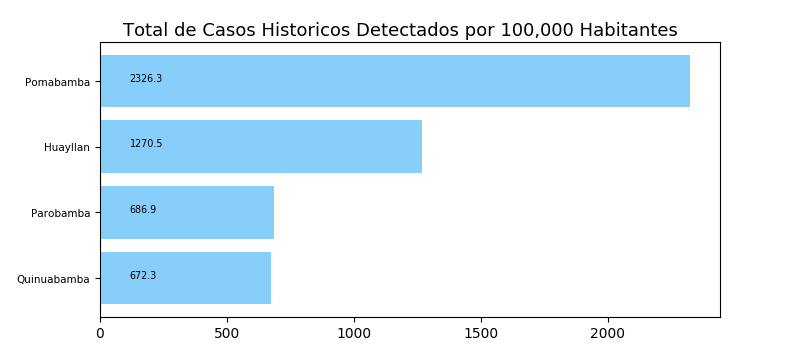 Total de Casos Historicos Detectados por 100,000 Habitantes
Pomabamba 2326.3
Huayllan 1270.5
Parobamba 686.9
Quinuabamba 672.3
0 500 1000 1500 2000